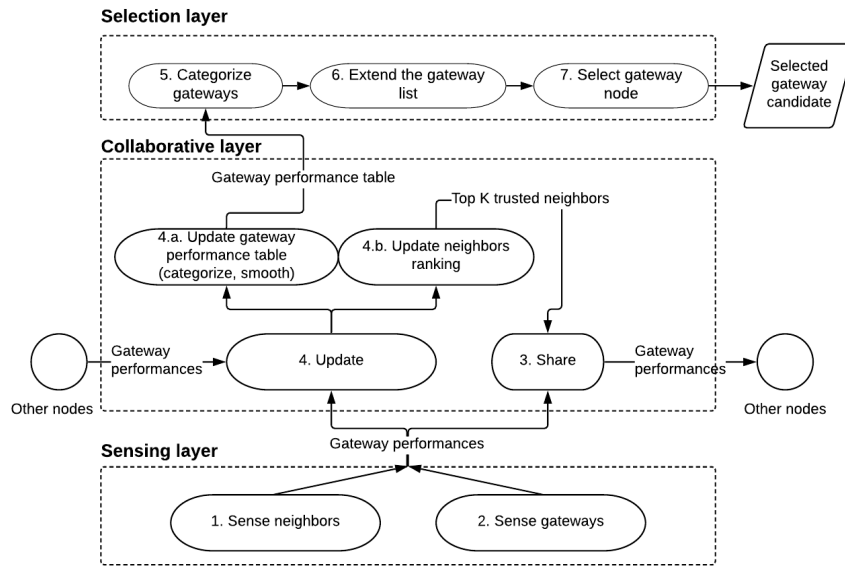 Selection layer
5. Categorize
gateways
6. Extend the gateway
list
7. Select gateway
node
Selected
gateway
candidate
Collaborative layer
Gateway performance table
Top K trusted neighbors
4.a. Update gateway
performance table
(categorize, smooth)
4.b. Update neighbors
ranking
Gateway
performances
4. Update
3. Share
Gateway
performances
Other nodes
Other nodes
Gateway performances
Sensing layer
1. Sense neighbors
2. Sense gateways